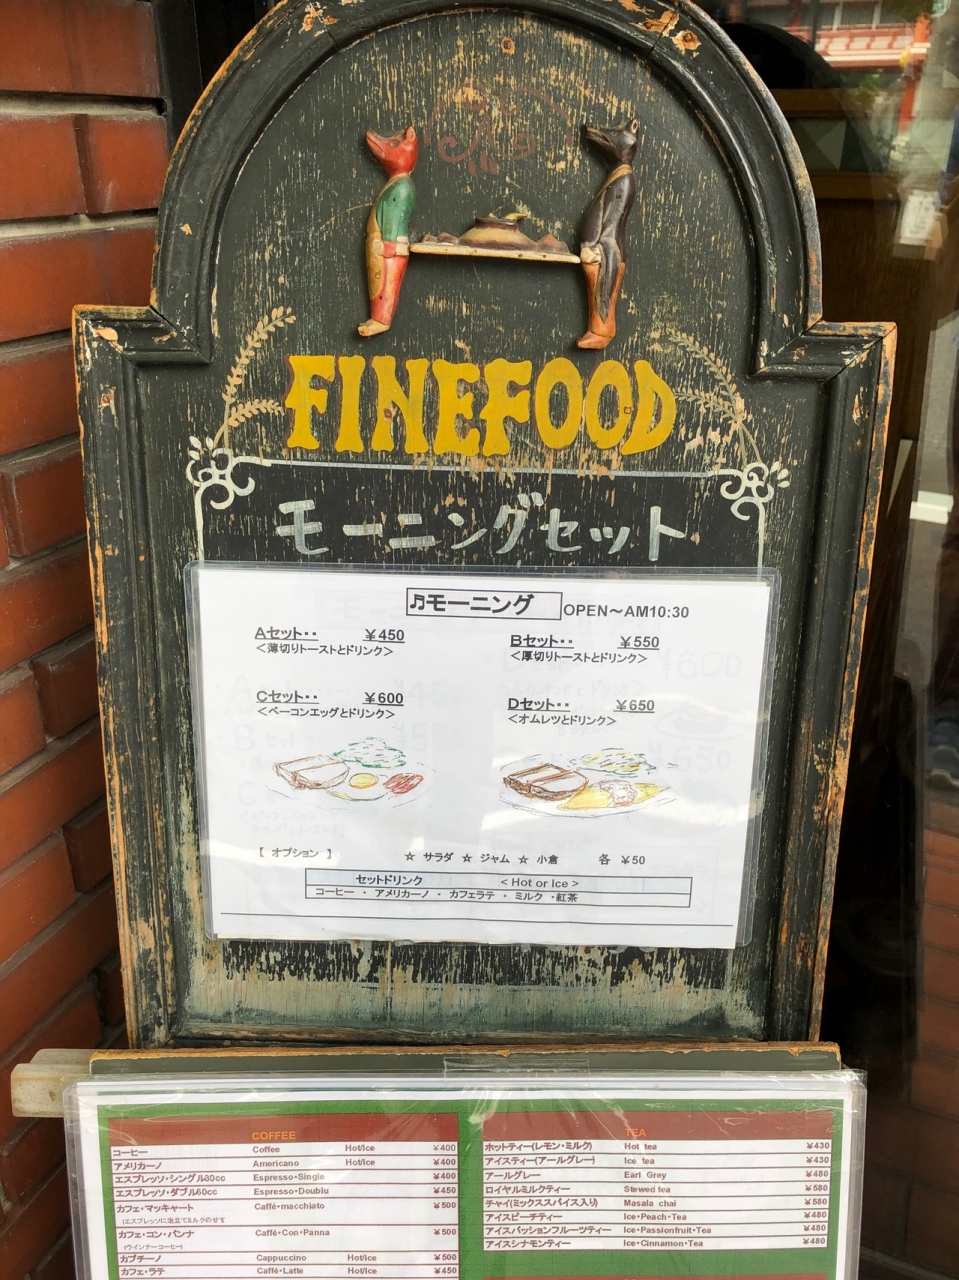 FINEFOOD
モーニングセット
♬モーニング OPEN～AM10:30
Aセット‥ ￥450
＜薄切りトーストとドリンク＞
Bセット‥ ￥550
＜厚切りトーストとドリンク＞
Cセット‥ ￥600
＜ベーコンエッグとドリンク＞
Dセット‥ ￥650
＜オムレツとドリンク＞
【 オプション 】 ☆ サラダ ☆ ジャム ☆ 小倉 各 ￥50
セットドリンク < Hot or Ice >
コーヒー ・ アメリカーノ ・ カフェラテ ・ ミルク ・紅茶
COFFEE
コーヒー Coffee Hot/Ice ¥400
アメリカーノ Americano Hot/Ice ¥400
エスプレッソ・シングル30cc Espresso・Single ¥400
エスプレッソ・ダブル60cc Espresso・Doublu ¥450
カフェ・マッキャート Caffé・macchiato ¥500
(エスプレッソに泡立てミルクのせす
カフェ・コン・パンナ Caffé・Con・Panna ¥500
(ウインナーコーヒー)
カプチーノ Cappuccino Hot/Ice ¥500
カフェ・ラテ Caffé・Latte Hot/Ice ¥450
TEA
ホットティー(レモン・ミルク) Hot tea ¥430
アイスティー(アールグレー) Ice tea ¥430
アールグレー Earl Grey ¥480
ロイヤルミルクティー Stewed tea ¥580
チャイ(ミックススパイス入り) Masala chai ¥580
アイスピーチティー Ice・Peach・Tea ¥480
アイスパッションフルーツティー Ice・Passionfruit・Tea ¥480
アイスシナモンティー Ice・Cinnamon・Tea ¥480